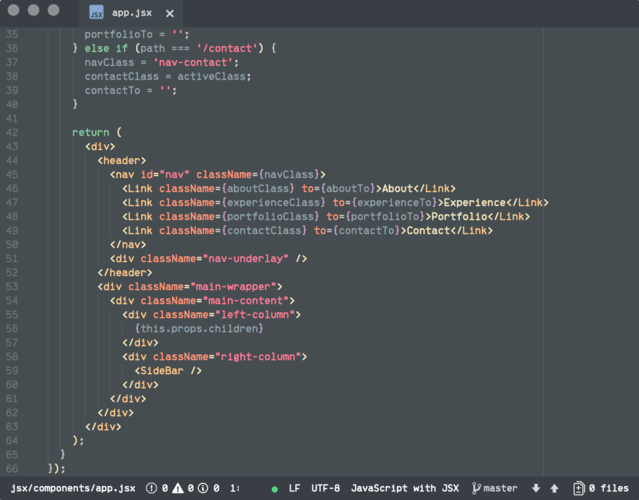 JSX app.jsx ×
35 portfolioTo = '';
36 } else if (path === '/contact') {
37 navClass = 'nav-contact';
38 contactClass = activeClass;
39 contactTo = '';
40 }
41
42 return (
43 <div>
44 <header>
45 <nav id="nav" className={navClass}>
46 <Link className={aboutClass} to={aboutTo}>About</Link>
47 <Link className={experienceClass} to={experienceTo}>Experience</Link>
48 <Link className={portfolioClass} to={portfolioTo}>Portfolio</Link>
49 <Link className={contactClass} to={contactTo}>Contact</Link>
50 </nav>
51 <div className="nav-underlay" />
52 </header>
53 <div className="main-wrapper">
54 <div className="main-content">
55 <div className="left-column">
56 {this.props.children}
57 </div>
58 <div className="right-column">
59 <SideBar />
60 </div>
61 </div>
62 </div>
63 </div>
64 );
65 }
66 });
jsx/components/app.jsx 0 0 0 1: LF UTF-8 JavaScript with JSX master 0 files